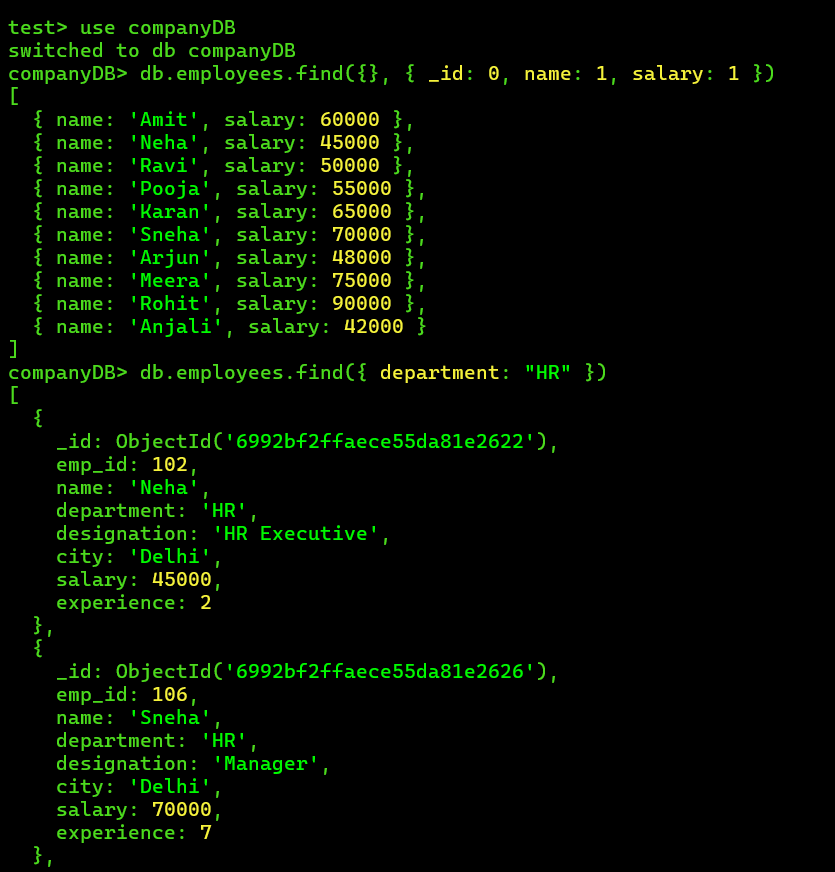 test> use companyDB
switched to db companyDB
companyDB> db.employees.find({}, { _id: 0, name: 1, salary: 1 })
[
  { name: 'Amit', salary: 60000 },
  { name: 'Neha', salary: 45000 },
  { name: 'Ravi', salary: 50000 },
  { name: 'Pooja', salary: 55000 },
  { name: 'Karan', salary: 65000 },
  { name: 'Sneha', salary: 70000 },
  { name: 'Arjun', salary: 48000 },
  { name: 'Meera', salary: 75000 },
  { name: 'Rohit', salary: 90000 },
  { name: 'Anjali', salary: 42000 }
]
companyDB> db.employees.find({ department: "HR" })
[
  {
    _id: ObjectId('6992bf2ffaece55da81e2622'),
    emp_id: 102,
    name: 'Neha',
    department: 'HR',
    designation: 'HR Executive',
    city: 'Delhi',
    salary: 45000,
    experience: 2
  },
  {
    _id: ObjectId('6992bf2ffaece55da81e2626'),
    emp_id: 106,
    name: 'Sneha',
    department: 'HR',
    designation: 'Manager',
    city: 'Delhi',
    salary: 70000,
    experience: 7
  },